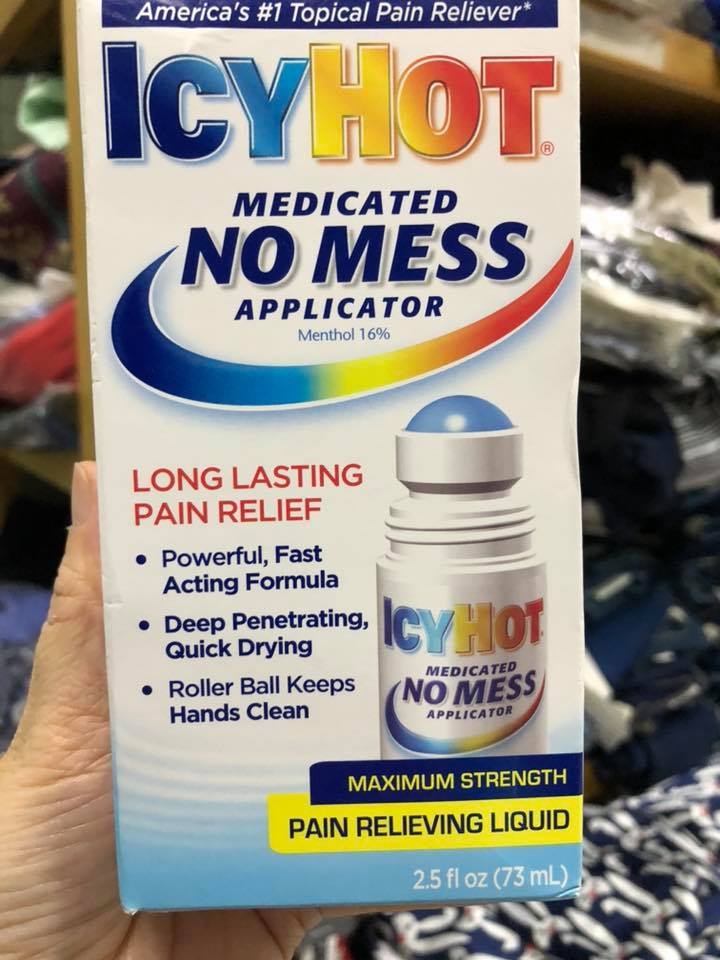 America's #1 Topical Pain Reliever*
ICYHOT®
MEDICATED
NO MESS
APPLICATOR
Menthol 16%
LONG LASTING
PAIN RELIEF
• Powerful, Fast
Acting Formula
• Deep Penetrating,
Quick Drying
• Roller Ball Keeps
Hands Clean
ICYHOT
MEDICATED
NO MESS
APPLICATOR
MAXIMUM STRENGTH
PAIN RELIEVING LIQUID
2.5 fl oz (73 mL)